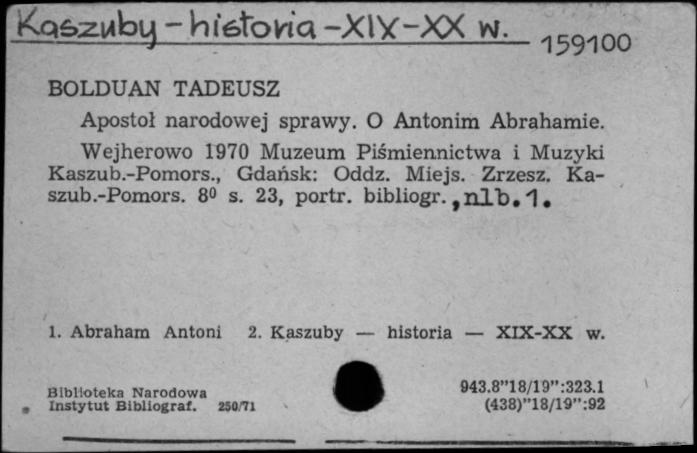 Kaszuby - historia - XIX-XX w.
159100
BOLDUAN TADEUSZ
Apostoł narodowej sprawy. O Antonim Abrahamie.
Wejherowo 1970 Muzeum Piśmiennictwa i Muzyki
Kaszub.-Pomors., Gdańsk: Oddz. Miejs. Zrzesz. Ka-
szub.-Pomors. 8⁰ s. 23, portr. bibliogr., nlb. 1.
1. Abraham Antoni 2. Kaszuby — historia — XIX-XX w.
Biblioteka Narodowa
Instytut Bibliograf. 250/71
943.8"18/19":323.1
(438)"18/19":92